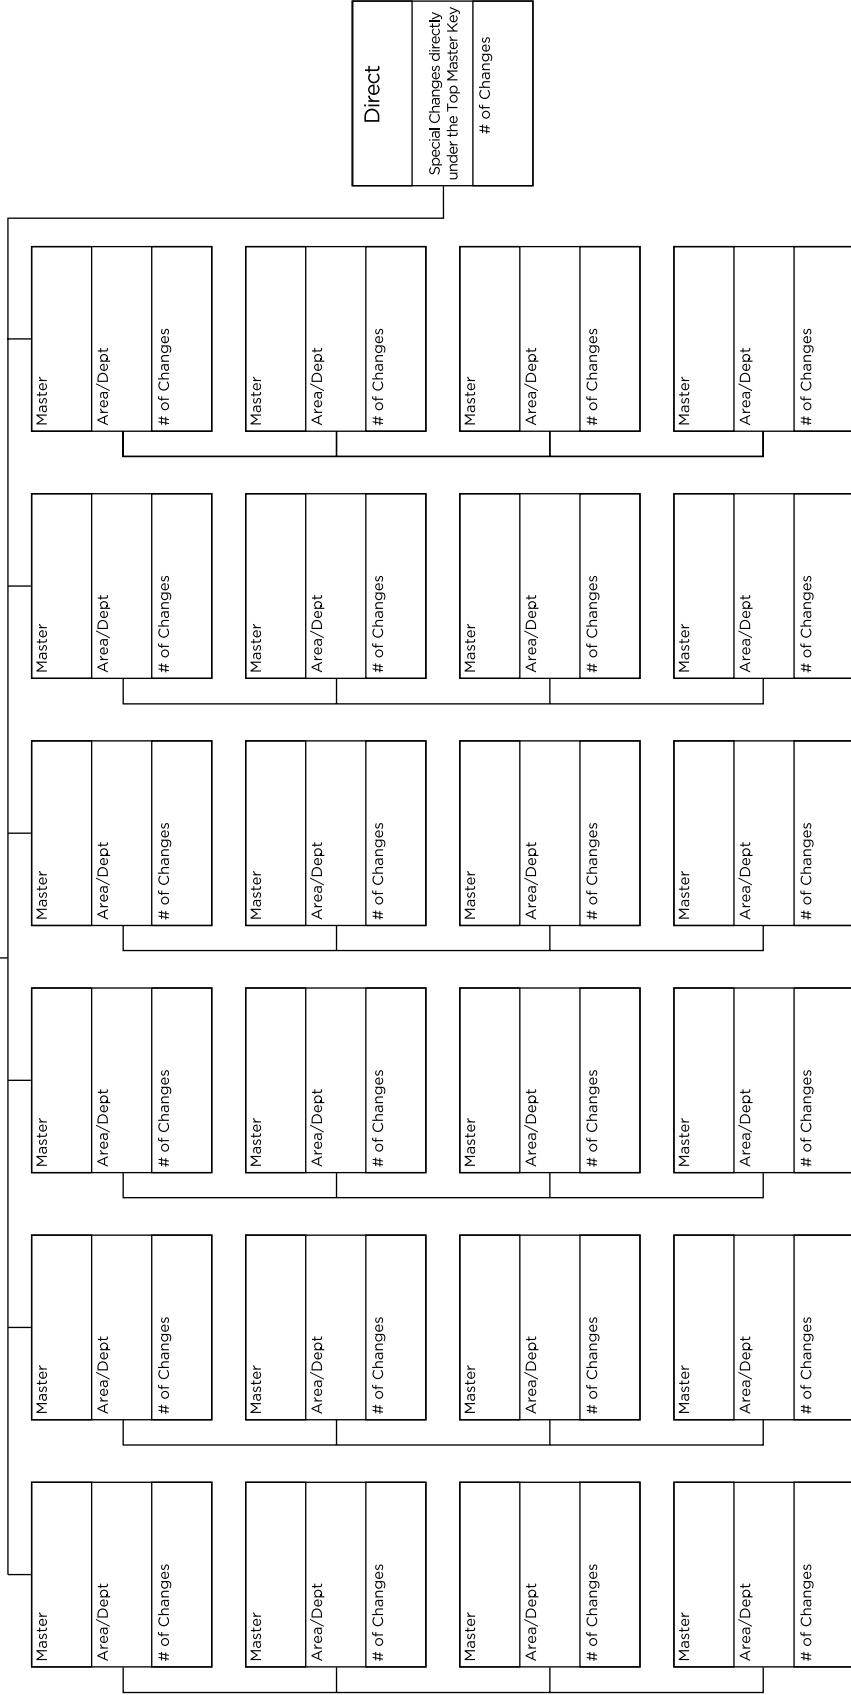 Master
Area/Dept
# of Changes
Master
Area/Dept
# of Changes
Master
Area/Dept
# of Changes
Master
Area/Dept
# of Changes
Master
Area/Dept
# of Changes
Master
Area/Dept
# of Changes
Master
Area/Dept
# of Changes
Master
Area/Dept
# of Changes
Master
Area/Dept
# of Changes
Master
Area/Dept
# of Changes
Master
Area/Dept
# of Changes
Master
Area/Dept
# of Changes
Master
Area/Dept
# of Changes
Master
Area/Dept
# of Changes
Master
Area/Dept
# of Changes
Master
Area/Dept
# of Changes
Master
Area/Dept
# of Changes
Master
Area/Dept
# of Changes
Master
Area/Dept
# of Changes
Master
Area/Dept
# of Changes
Master
Area/Dept
# of Changes
Master
Area/Dept
# of Changes
Master
Area/Dept
# of Changes
Master
Area/Dept
# of Changes
Direct
Special Changes directly
under the Top Master Key
# of Changes